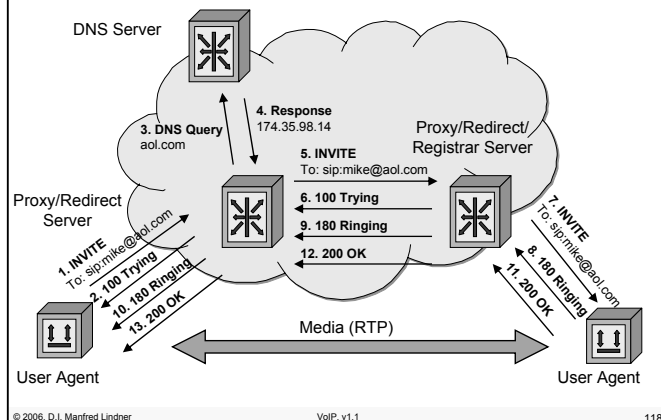 DNS Server
3. DNS Query
aol.com
4. Response
174.35.98.14
Proxy/Redirect/
Registrar Server
5. INVITE
To: sip:mike@aol.com
6. 100 Trying
9. 180 Ringing
12. 200 OK
Proxy/Redirect
Server
1. INVITE
To: sip:mike@aol.com
2. 100 Trying
10. 180 Ringing
13. 200 OK
7. INVITE
To: sip:mike@aol.com
8. 180 Ringing
11. 200 OK
Media (RTP)
User Agent
User Agent
© 2006, D.I. Manfred Lindner
VoIP, v1.1
118